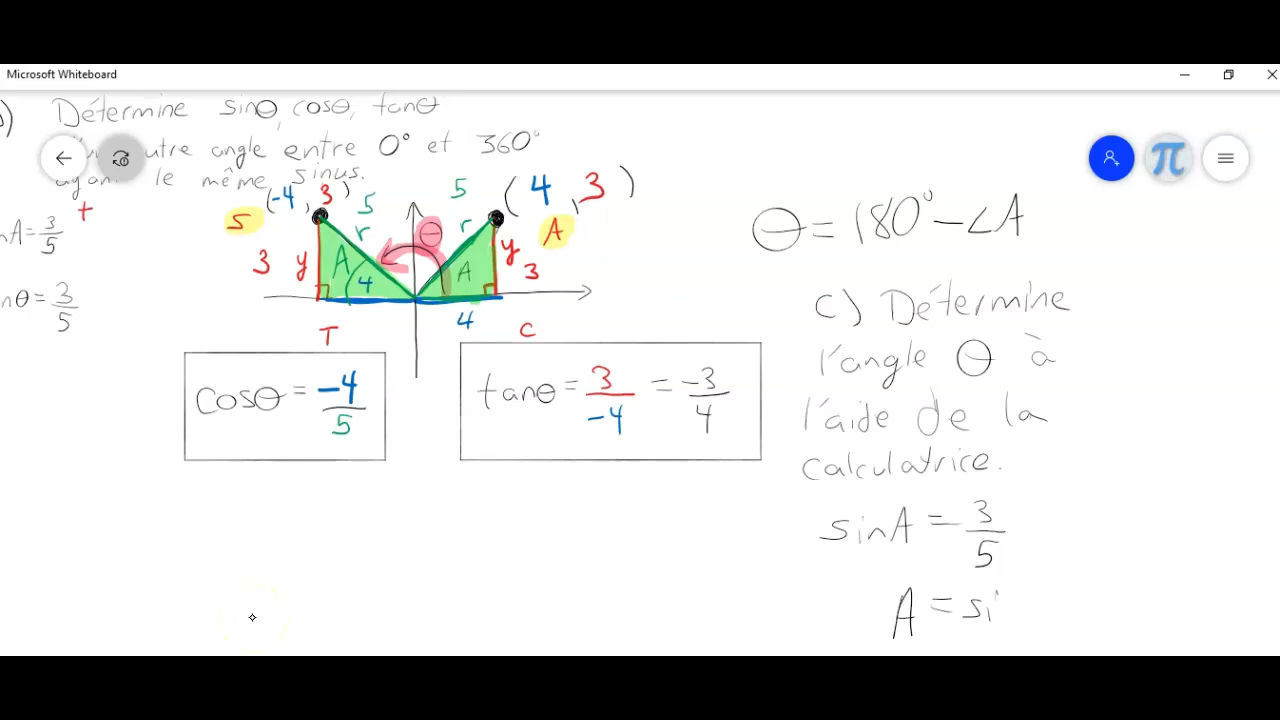 Microsoft Whiteboard
Détermine sinθ, cosθ, tanθ
angle entre 0° et 360°
le même sinus.
sinA = 3/5 +
sinθ = 3/5
(-4, 3)
5
5
(4, 3)
S
r
θ
r
A
3
y
A
4
A
y
3
T
4
C
cosθ = -4/5
tanθ = 3/-4 = -3/4
θ = 180° - ∠A
c) Détermine
l'angle θ à
l'aide de la
calculatrice.
sinA = 3/5
A = si
π